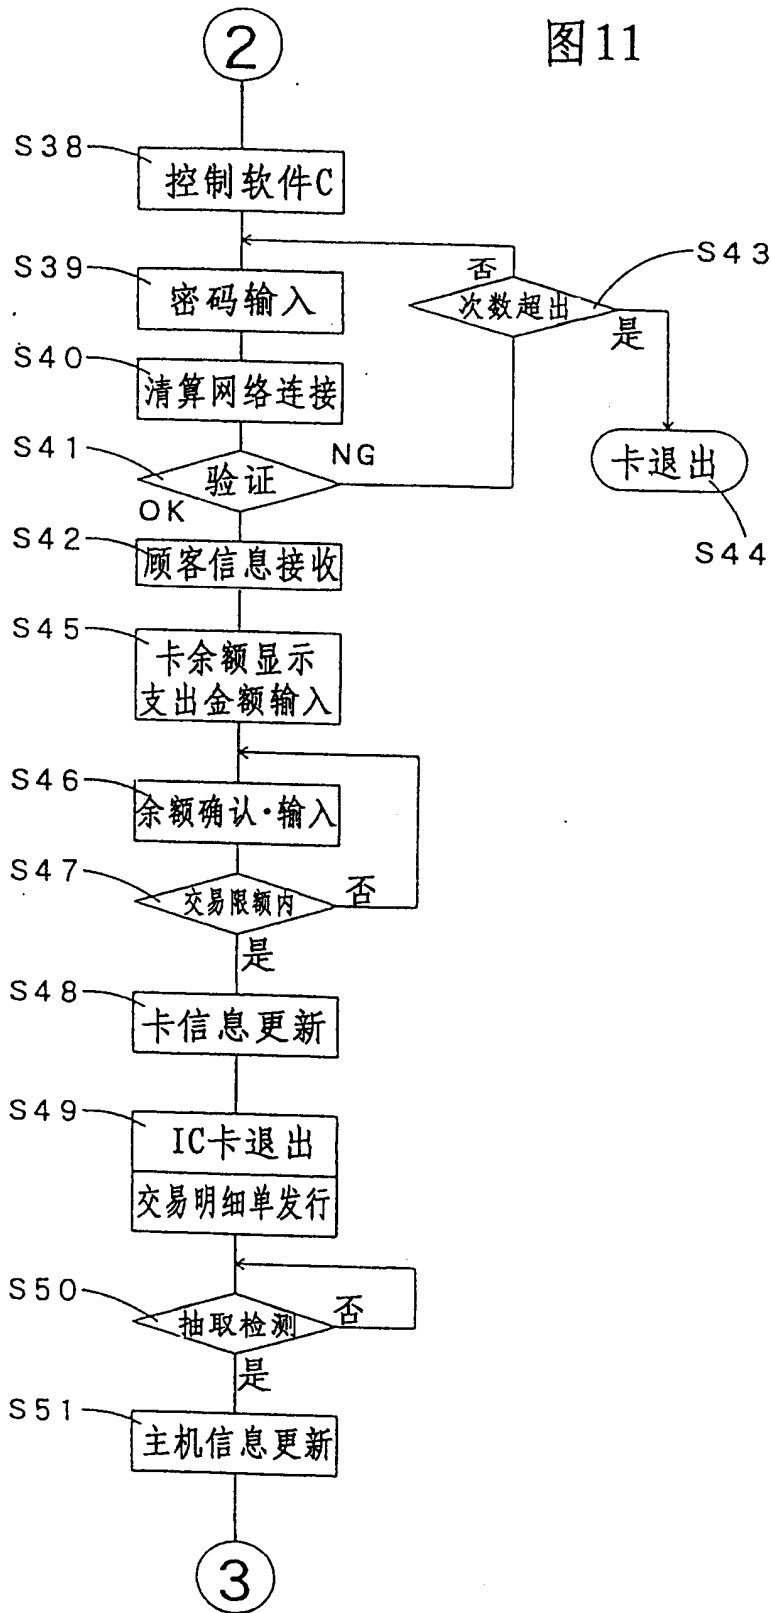 图11
2
S38
控制软件C
S39
密码输入
否
次数超出
S43
是
S40
清算网络连接
S41
验证
NG
OK
卡退出
S44
S42
顾客信息接收
S45
卡余额显示
支出金额输入
S46
余额确认·输入
S47
交易限额内
否
是
S48
卡信息更新
S49
IC卡退出
交易明细单发行
S50
抽取检测
否
是
S51
主机信息更新
3